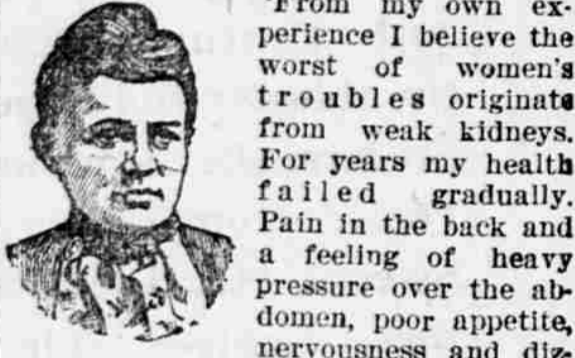 "From my own ex-
perience I believe the
worst of women's
troubles originate
from weak kidneys.
For years my health
failed gradually.
Pain in the back and
a feeling of heavy
pressure over the ab-
domen, poor appetite,
nervousness and diz-